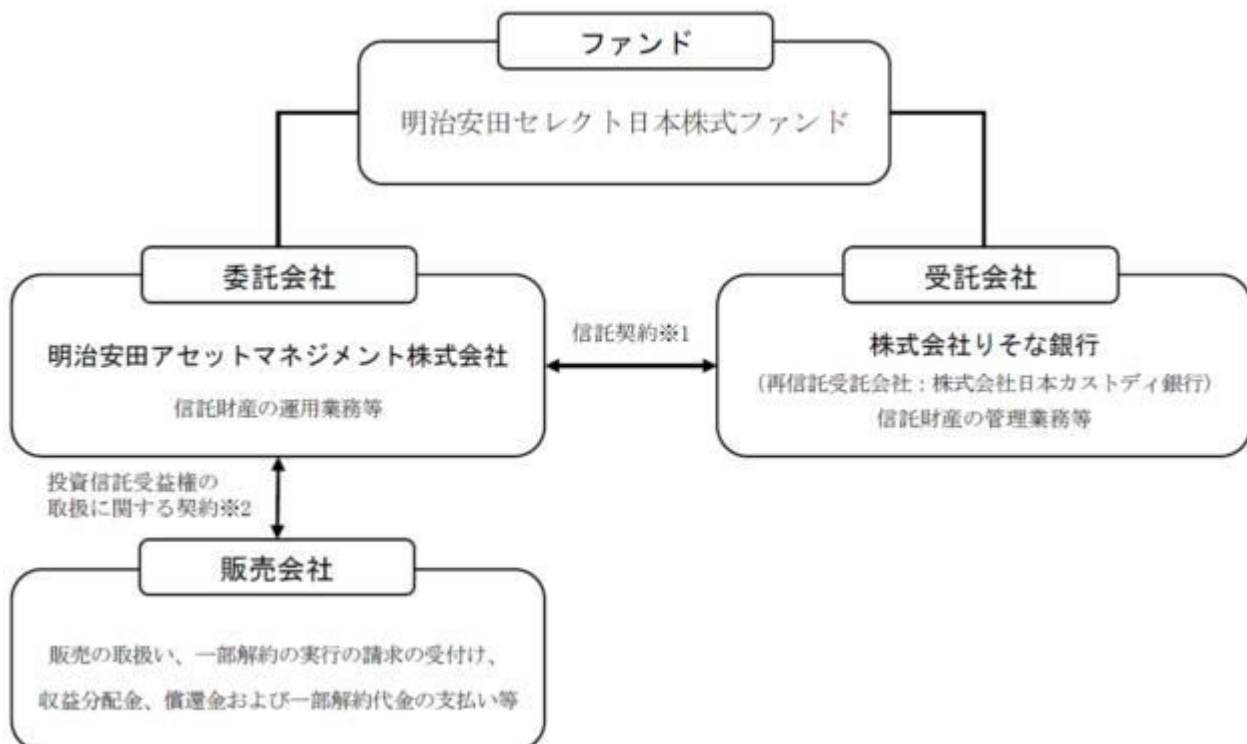 ファンド
明治安田セレクト日本株式ファンド
委託会社
明治安田アセットマネジメント株式会社
信託財産の運用業務等
信託契約※1
受託会社
株式会社りそな銀行
(再信託受託会社:株式会社日本カストディ銀行)
信託財産の管理業務等
投資信託受益権の
取扱に関する契約※2
販売会社
販売の取扱い、一部解約の実行の請求の受付け、
収益分配金、償還金および一部解約代金の支払い等